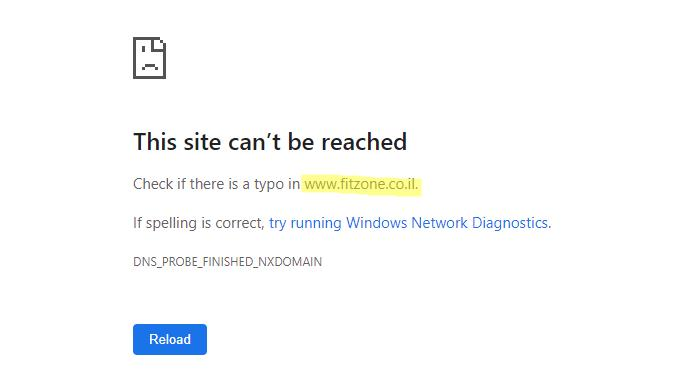 This site can’t be reached
Check if there is a typo in www.fitzone.co.il.
If spelling is correct, try running Windows Network Diagnostics.
DNS_PROBE_FINISHED_NXDOMAIN
Reload